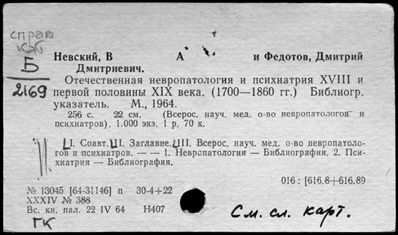 справ
каб
Б
2169
Невский, В А и Федотов, Дмитрий
Дмитриевич.
Отечественная невропатология и психиатрия XVIII и
первой половины XIX века. (1700—1860 гг.) Библиогр.
указатель. М., 1964.
256 с. 22 см. (Всерос. науч. мед. о-во невропатологов и
психиатров). 1.000 экз. 1 р. 70 к.
I. Соавт. II. Заглавие. III. Всерос. науч. мед. о-во невропатоло-
гов и психиатров. — — 1. Невропатология — Библиография. 2. Пси-
хиатрия — Библиография.
016 : [616.8+616.89
№ 13045 [64-31146] п 30-4+22
XXXIV № 388
Вс. кн. пал. 22 IV 64 Н407
ГК
См. сл. карт.